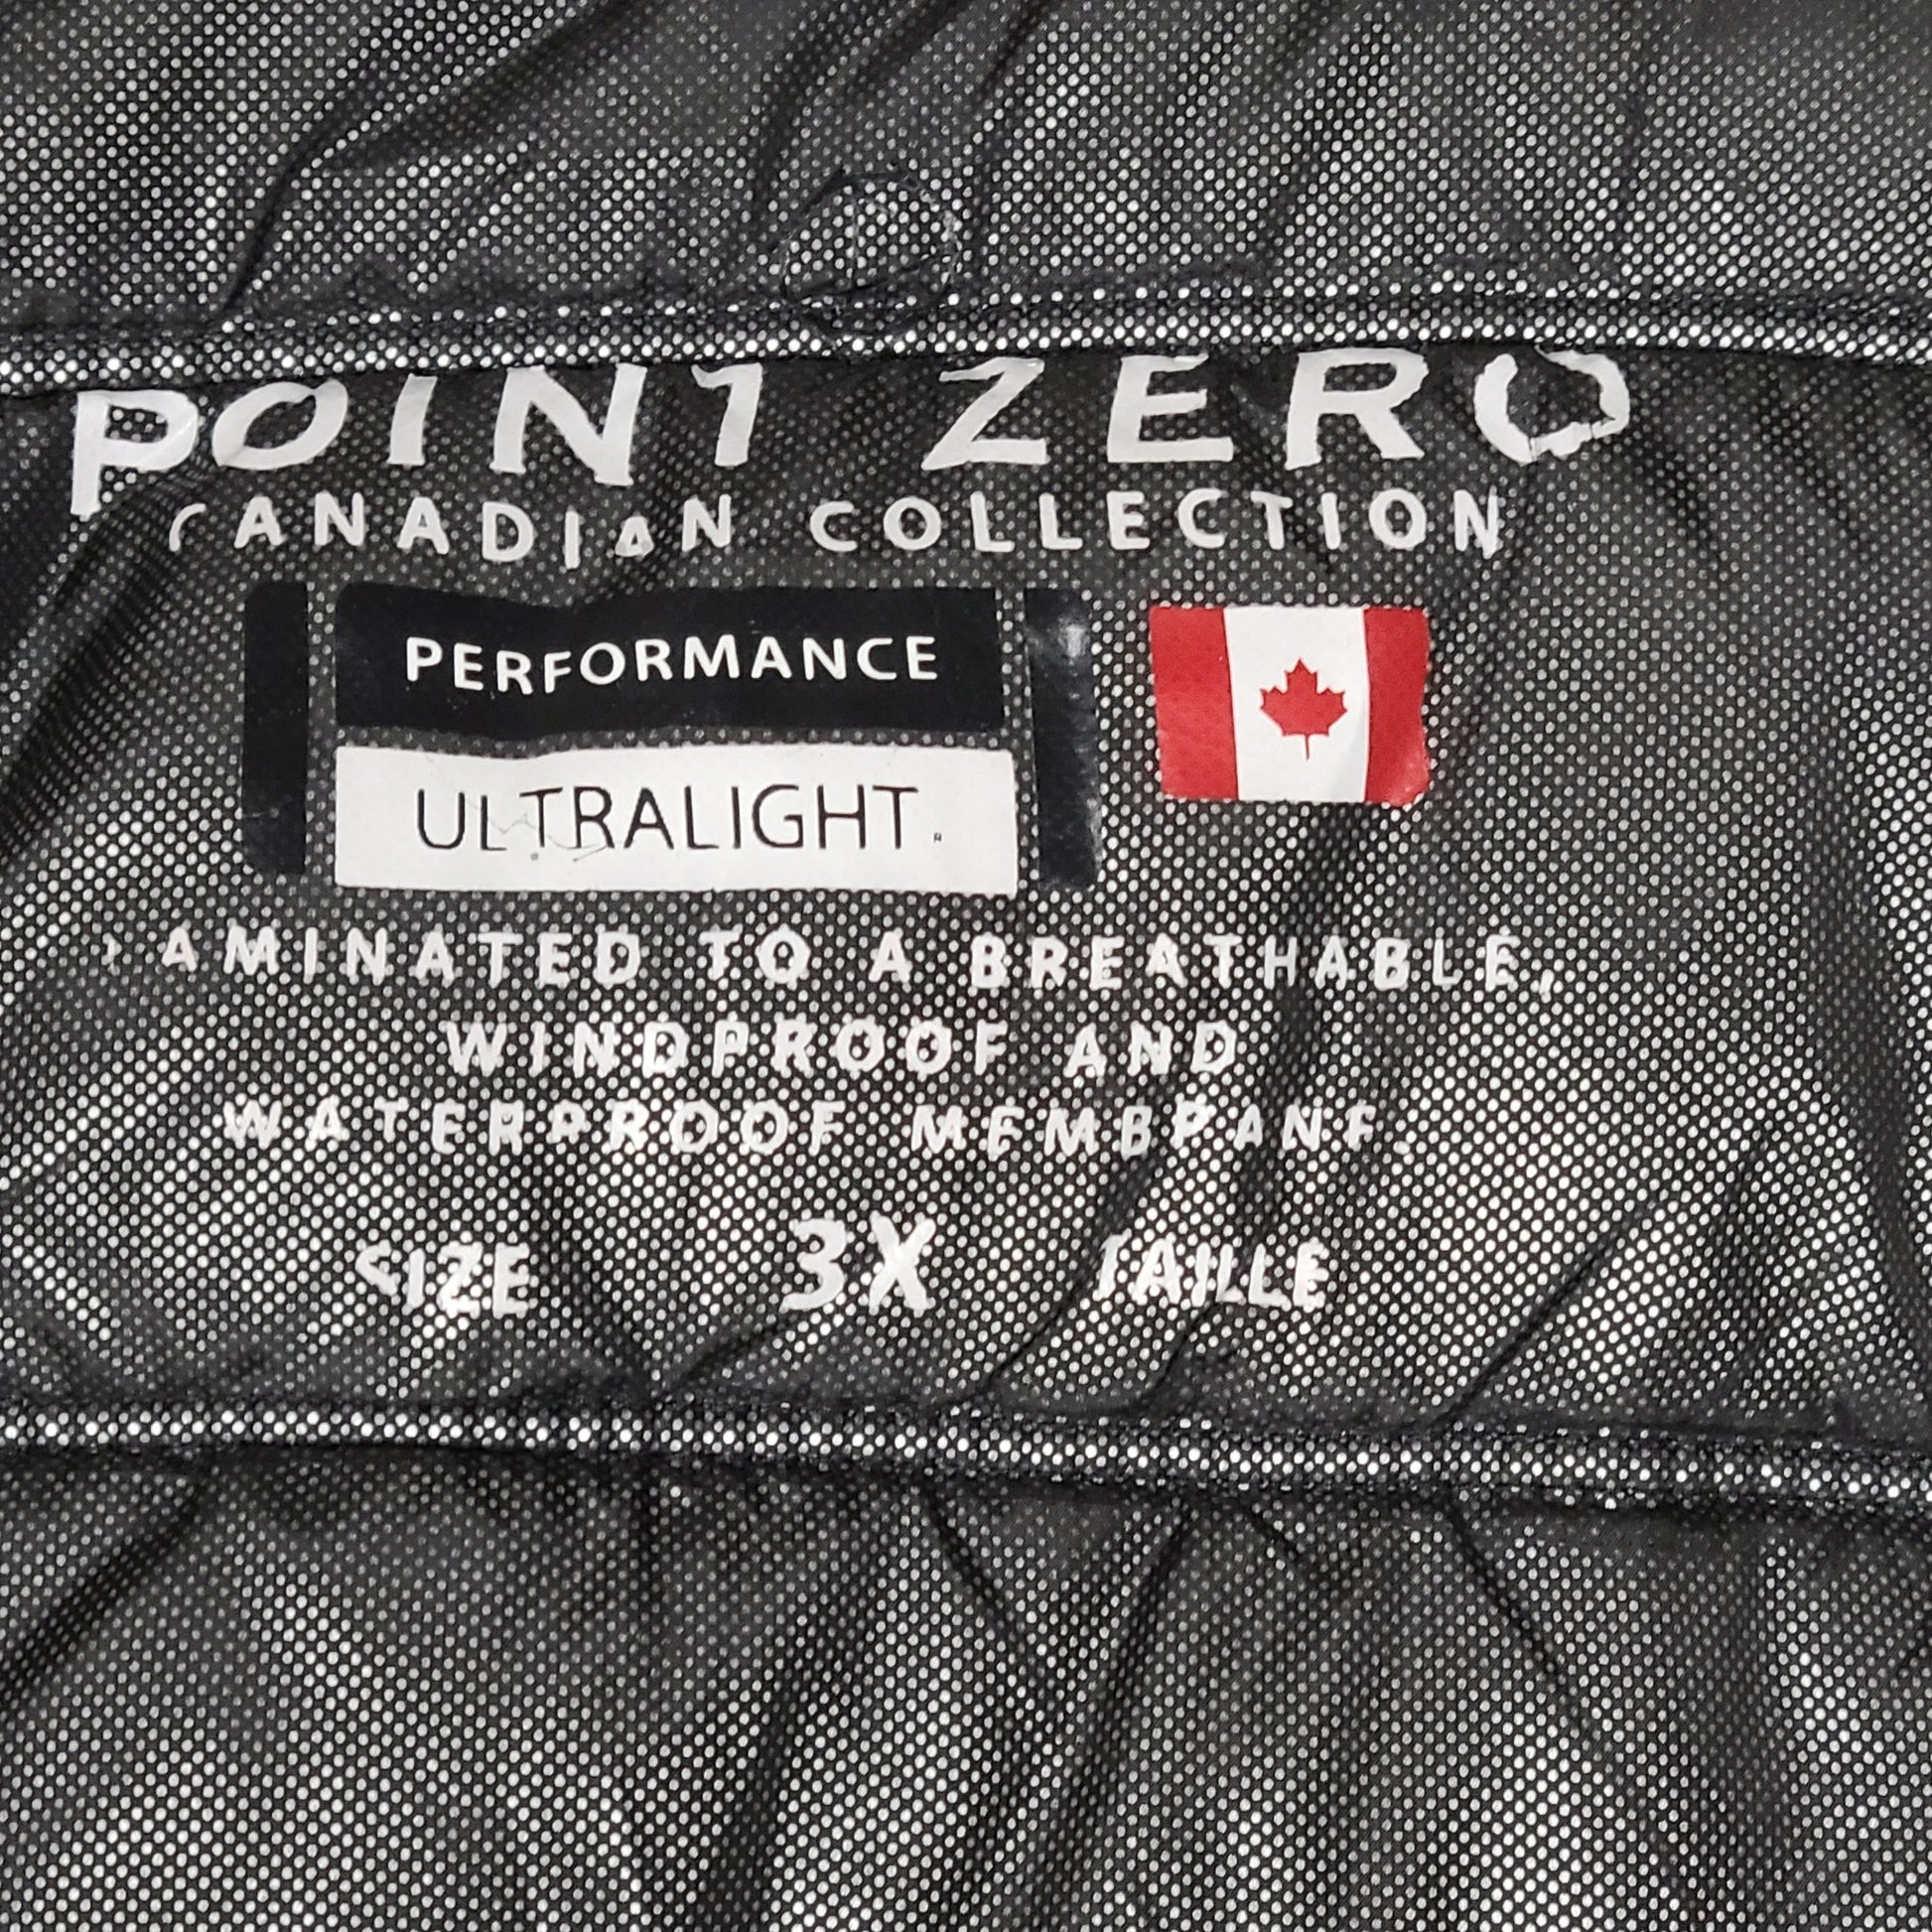 POINT ZERO
CANADIAN COLLECTION
PERFORMANCE
ULTRALIGHT
LAMINATED TO A BREATHABLE,
WINDPROOF AND
WATERPROOF MEMBRANE.
SIZE 3X TAILLE